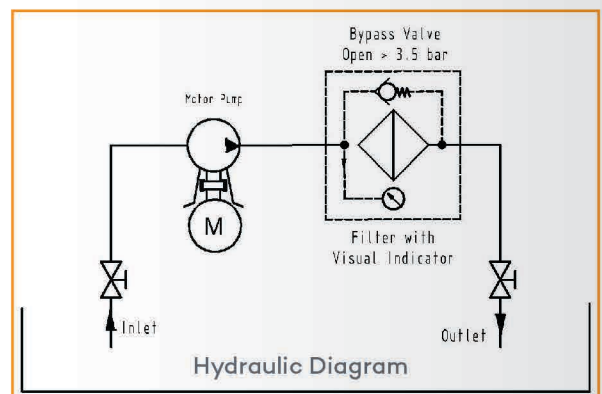 Bypass Valve
Open > 3.5 bar
Motor Pump
M
Filter with
Visual Indicator
Inlet
Outlet
Hydraulic Diagram